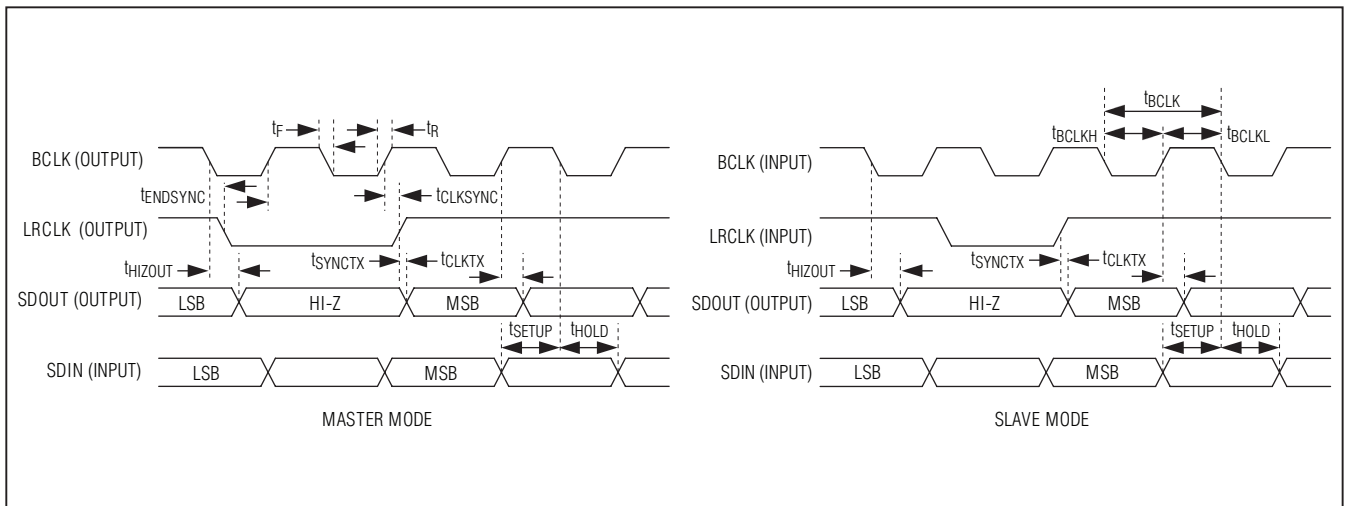 tF
tR
BCLK (OUTPUT)
tENDSYNC
tCLKSYNC
LRCLK (OUTPUT)
tHIZOUT
tSYNCTX
tCLKTX
SDOUT (OUTPUT)
LSB
HI-Z
MSB
tSETUP
tHOLD
SDIN (INPUT)
LSB
MSB
MASTER MODE
tBCLK
tBCLKH
tBCLKL
BCLK (INPUT)
LRCLK (INPUT)
tHIZOUT
tSYNCTX
tCLKTX
SDOUT (OUTPUT)
LSB
HI-Z
MSB
tSETUP
tHOLD
SDIN (INPUT)
LSB
MSB
SLAVE MODE